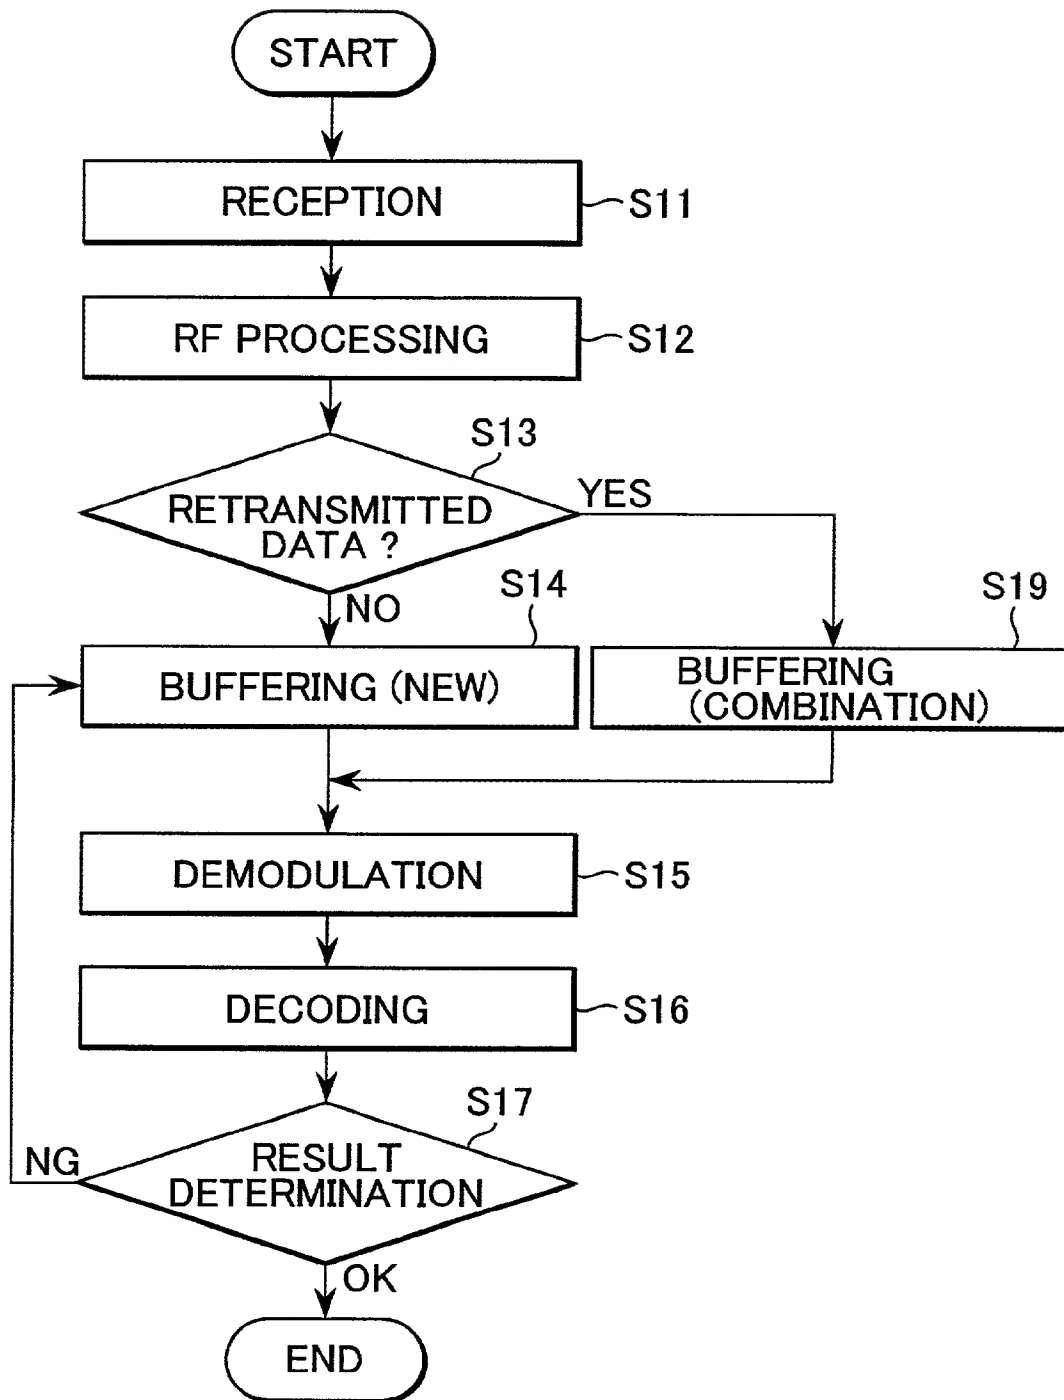 START
RECEPTION
S11
RF PROCESSING
S12
S13
RETRANSMITTED
DATA ?
YES
NO
S14
S19
BUFFERING (NEW)
BUFFERING
(COMBINATION)
DEMODULATION
S15
DECODING
S16
S17
RESULT
DETERMINATION
NG
OK
END